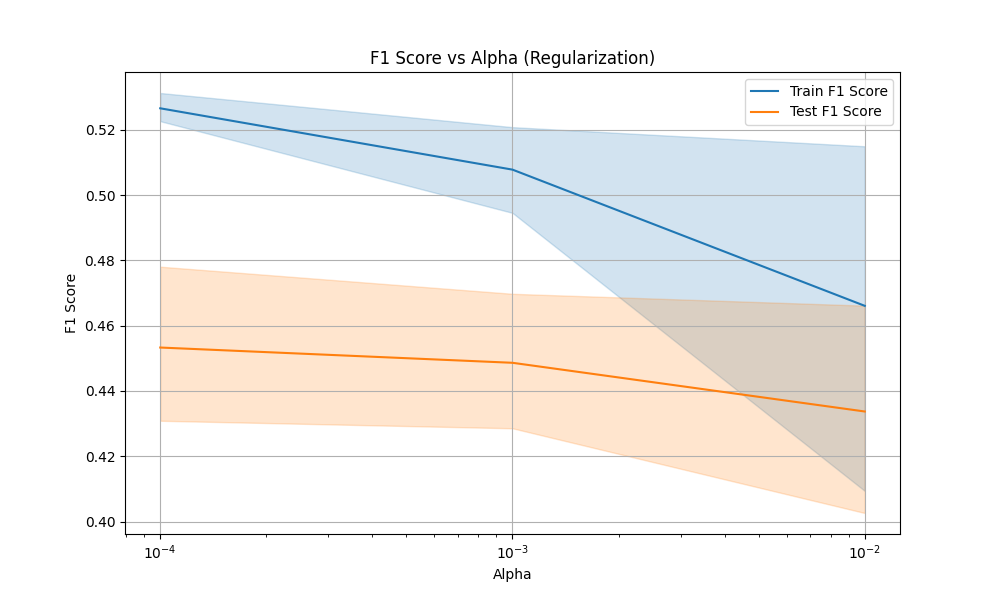 F1 Score vs Alpha (Regularization)
Train F1 Score
Test F1 Score
0.52
0.50
0.48
0.46
0.44
0.42
0.40
F1 Score
10⁻⁴
10⁻³
10⁻²
Alpha